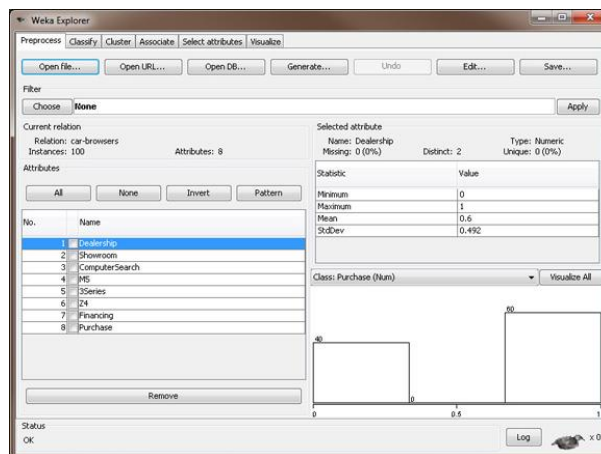 Weka Explorer
Preprocess Classify Cluster Associate Select attributes Visualize
Open file... Open URL... Open DB... Generate... Undo Edit... Save...
Filter
Choose None Apply
Current relation
Relation: car-browsers
Instances: 100 Attributes: 8
Attributes
All None Invert Pattern
No. Name
1 Dealership
2 Showroom
3 ComputerSearch
4 M5
5 3Series
6 Z4
7 Financing
8 Purchase
Remove
Selected attribute
Name: Dealership Type: Numeric
Missing: 0 (0%) Distinct: 2 Unique: 0 (0%)
Statistic Value
Minimum 0
Maximum 1
Mean 0.6
StdDev 0.492
Class: Purchase (Num) Visualize All
60
40
0
0 0.5 1
Status
OK
Log x 0